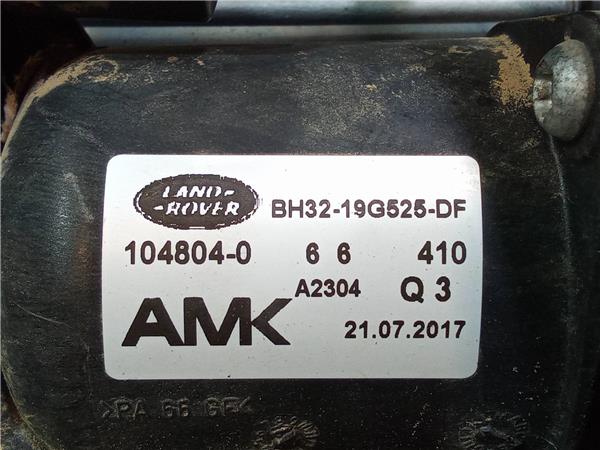 LAND-
-ROVER
BH32-19G525-DF
104804-0 6 6 410
A2304 Q 3
AMK 21.07.2017
>PA 66 GF<